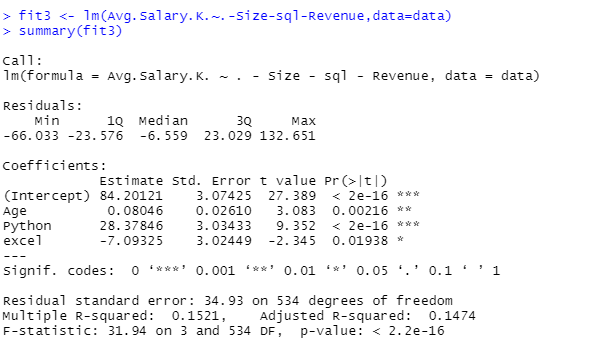 > fit3 <- lm(Avg.Salary.K.~.-Size-sql-Revenue,data=data)
> summary(fit3)
Call:
lm(formula = Avg.Salary.K. ~ . - Size - sql - Revenue, data = data)
Residuals:
    Min      1Q  Median      3Q     Max
-66.033 -23.576  -6.559  23.029 132.651
Coefficients:
            Estimate Std. Error t value Pr(>|t|)
(Intercept) 84.20121    3.07425  27.389  < 2e-16 ***
Age          0.08046    0.02610   3.083  0.00216 **
Python      28.37846    3.03433   9.352  < 2e-16 ***
excel       -7.09325    3.02449  -2.345  0.01938 *
---
Signif. codes:  0 ‘***’ 0.001 ‘**’ 0.01 ‘*’ 0.05 ‘.’ 0.1 ‘ ’ 1
Residual standard error: 34.93 on 534 degrees of freedom
Multiple R-squared:  0.1521,	Adjusted R-squared:  0.1474
F-statistic: 31.94 on 3 and 534 DF,  p-value: < 2.2e-16